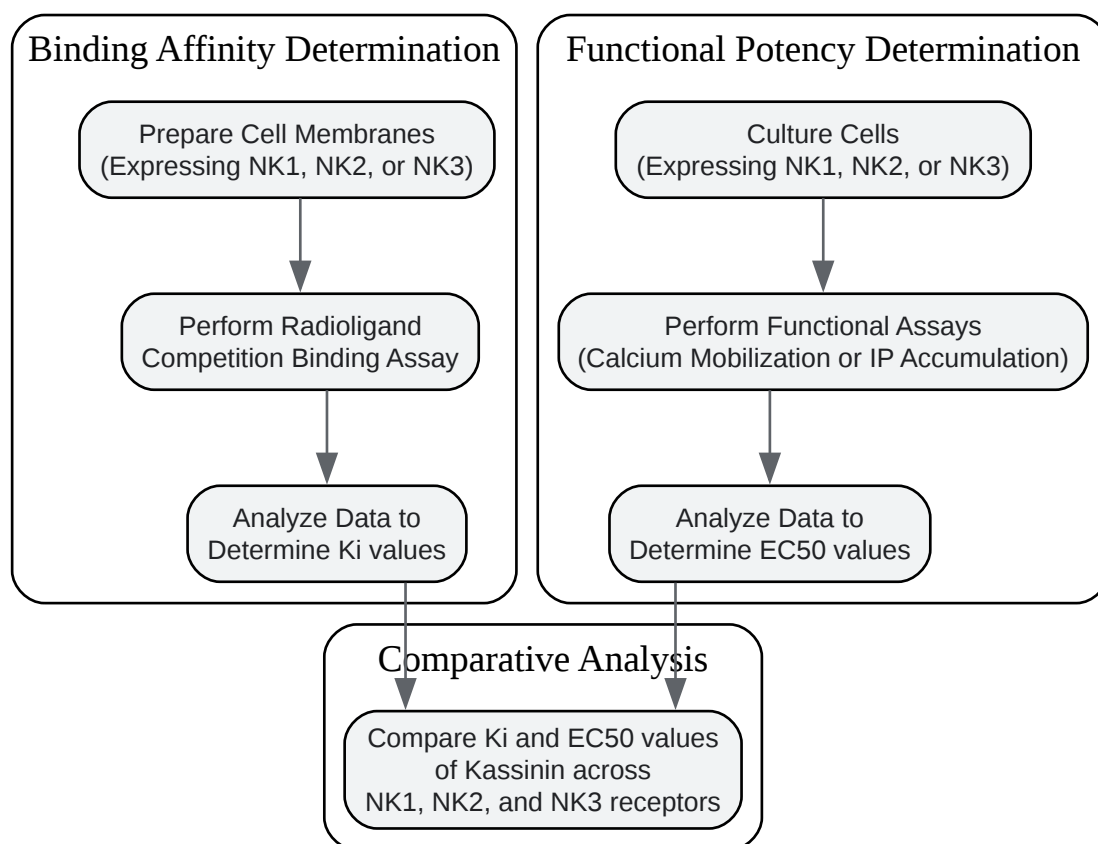 Binding Affinity Determination
Prepare Cell Membranes
(Expressing NK1, NK2, or NK3)
Perform Radioligand
Competition Binding Assay
Analyze Data to
Determine Ki values
Functional Potency Determination
Culture Cells
(Expressing NK1, NK2, or NK3)
Perform Functional Assays
(Calcium Mobilization or IP Accumulation)
Analyze Data to
Determine EC50 values
Comparative Analysis
Compare Ki and EC50 values
of Kassinin across
NK1, NK2, and NK3 receptors